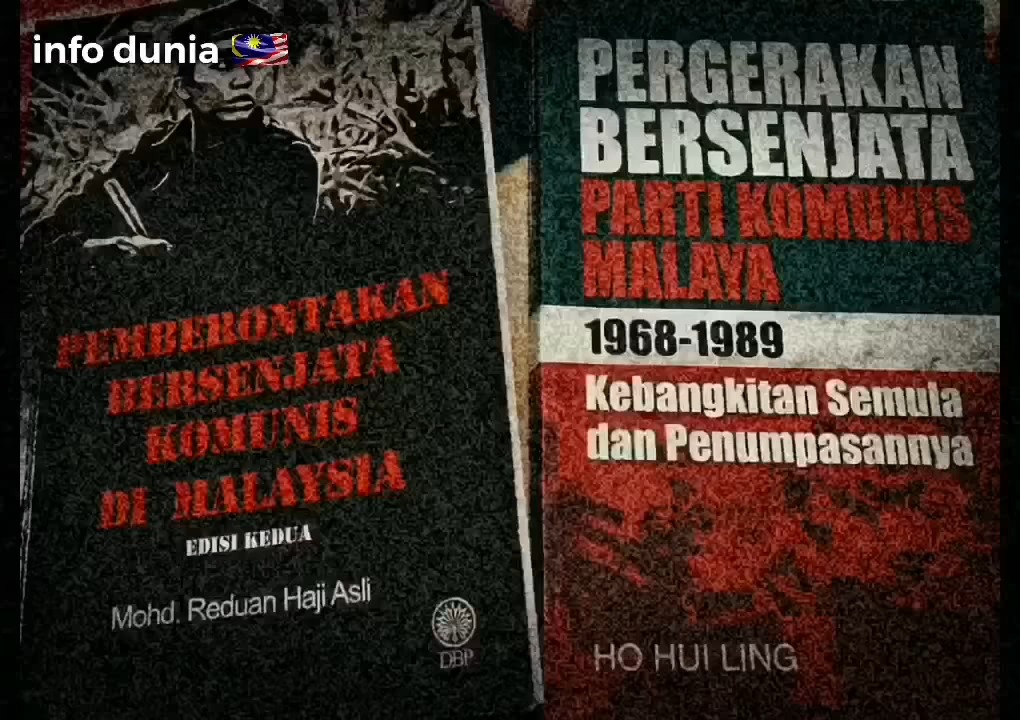 info dunia
PEMBERONTAKAN
BERSENJATA
KOMUNIS
DI MALAYSIA
EDISI KEDUA
Mohd. Reduan Haji Asli
DBP
PERGERAKAN
BERSENJATA
PARTI KOMUNIS
MALAYA
1968-1989
Kebangkitan Semula
dan Penumpasannya
HO HUI LING